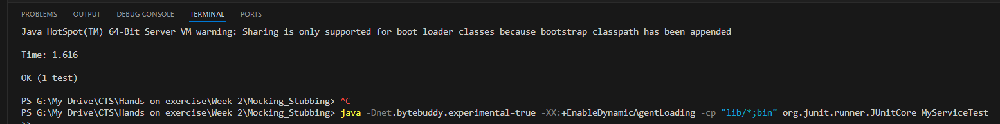 PROBLEMS OUTPUT DEBUG CONSOLE TERMINAL PORTS
Java HotSpot(TM) 64-Bit Server VM warning: Sharing is only supported for boot loader classes because bootstrap classpath has been appended
Time: 1.616
OK (1 test)
PS G:\My Drive\CTS\Hands on exercise\Week 2\Mocking_Stubbing> ^C
PS G:\My Drive\CTS\Hands on exercise\Week 2\Mocking_Stubbing> java -Dnet.bytebuddy.experimental=true -XX:+EnableDynamicAgentLoading -cp "lib/*;bin" org.junit.runner.JUnitCore MyServiceTest
>>